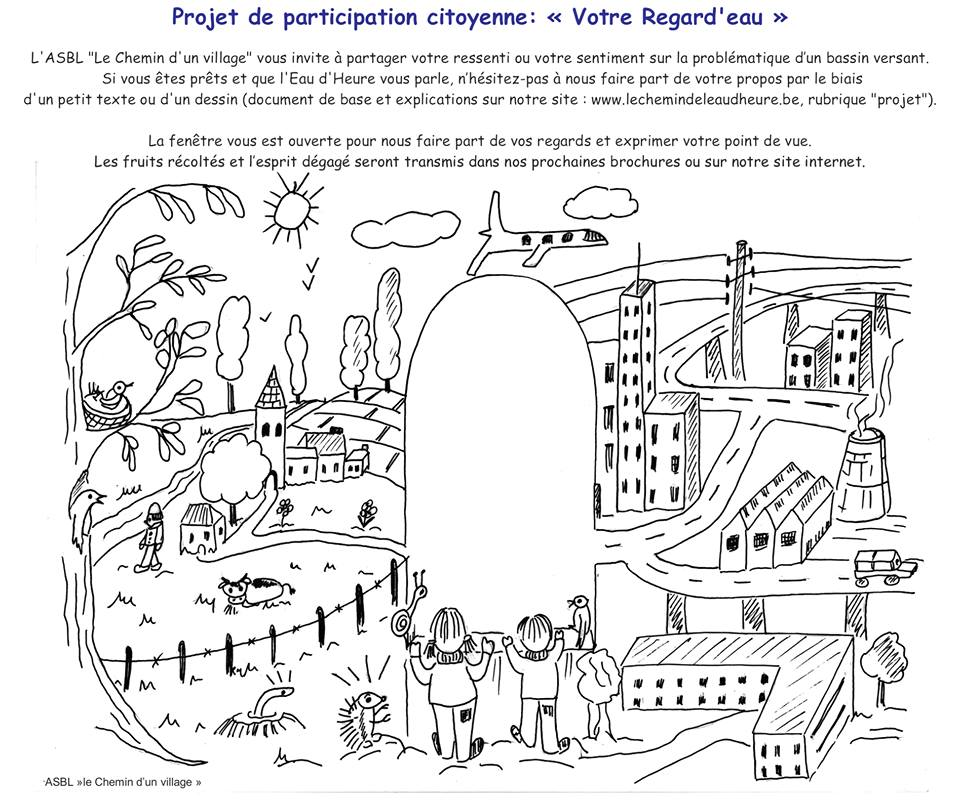 Projet de participation citoyenne: « Votre Regard'eau »
L'ASBL "Le Chemin d'un village" vous invite à partager votre ressenti ou votre sentiment sur la problématique d’un bassin versant.
Si vous êtes prêts et que l'Eau d'Heure vous parle, n’hésitez-pas à nous faire part de votre propos par le biais
d'un petit texte ou d'un dessin (document de base et explications sur notre site : www.lechemindeleaudheure.be, rubrique "projet").
La fenêtre vous est ouverte pour nous faire part de vos regards et exprimer votre point de vue.
Les fruits récoltés et l’esprit dégagé seront transmis dans nos prochaines brochures ou sur notre site internet.
ASBL »le Chemin d’un village »